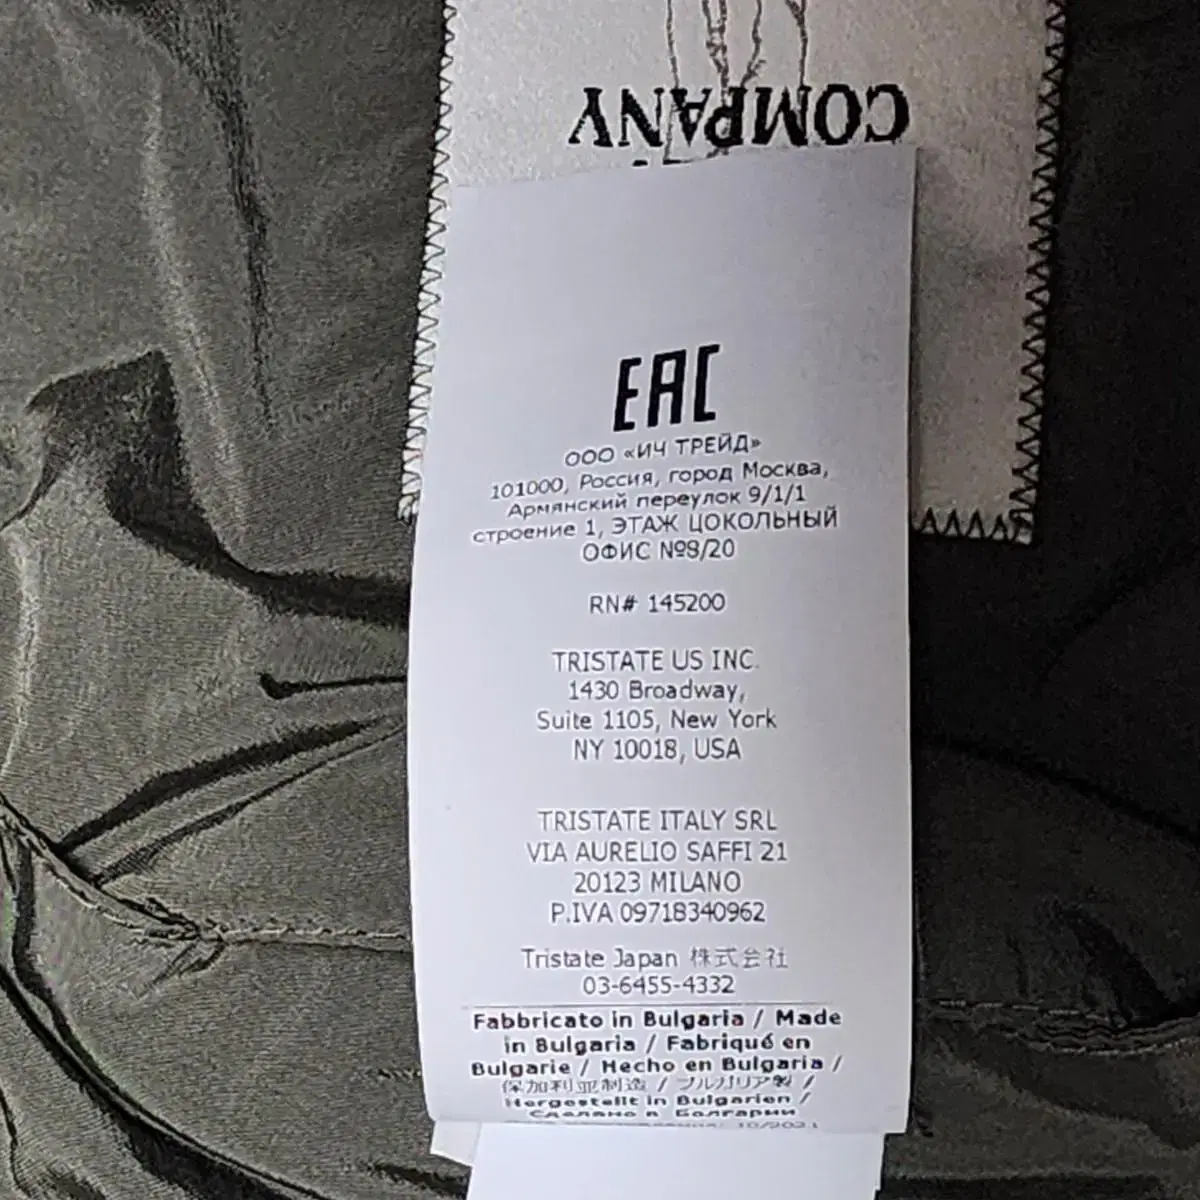 COMPANY
EAC
ООО «ИЧ ТРЕЙД»
101000, Россия, город Москва,
Армянский переулок 9/1/1
строение 1, ЭТАЖ ЦОКОЛЬНЫЙ
ОФИС №8/20
RN# 145200
TRISTATE US INC.
1430 Broadway,
Suite 1105, New York
NY 10018, USA
TRISTATE ITALY SRL
VIA AURELIO SAFFI 21
20123 MILANO
P.IVA 09718340962
Tristate Japan 株式会社
03-6455-4332
Fabbricato in Bulgaria / Made
in Bulgaria / Fabriqué en
Bulgarie / Hecho en Bulgaria /
保加利亚制造 / ブルガリア製 /
Hergestellt in Bulgarien /
Сделано в Болгарии
10/2021